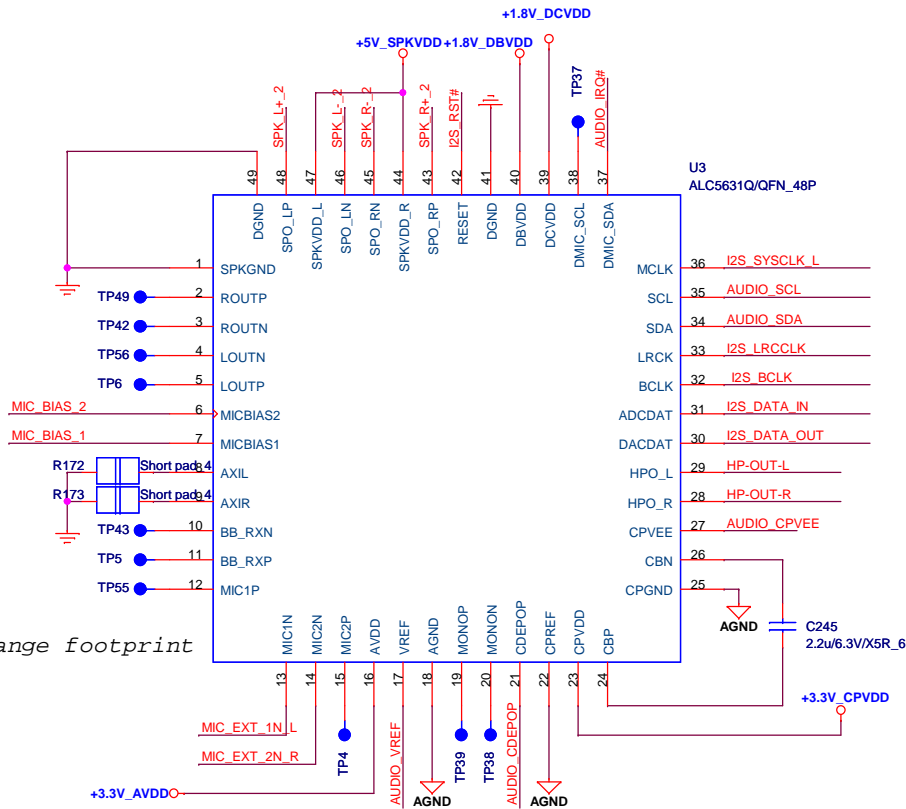 +1.8V_DCVDD
+5V_SPKVDD
+1.8V_DBVDD
SPK_L+_2
SPK_L-_2
SPK_R-_2
SPK_R+_2
I2S_RST#
TP37
AUDIO_IRQ#
49
48
47
46
45
44
43
42
41
40
39
38
37
U3
ALC5631Q/QFN_48P
DGND
SPO_LP
SPKVDD_L
SPO_LN
SPO_RN
SPKVDD_R
SPO_RP
RESET
DGND
DBVDD
DCVDD
DMIC_SCL
DMIC_SDA
1 SPKGND
TP49 2 ROUTP
TP42 3 ROUTN
TP56 4 LOUTN
TP6 5 LOUTP
MIC_BIAS_2 6 MICBIAS2
MIC_BIAS_1 7 MICBIAS1
R172 Short pad_4 8 AXIL
R173 Short pad_4 9 AXIR
TP43 10 BB_RXN
TP5 11 BB_RXP
TP55 12 MIC1P
MCLK 36 I2S_SYSCLK_L
SCL 35 AUDIO_SCL
SDA 34 AUDIO_SDA
LRCK 33 I2S_LRCCLK
BCLK 32 I2S_BCLK
ADCDAT 31 I2S_DATA_IN
DACDAT 30 I2S_DATA_OUT
HPO_L 29 HP-OUT-L
HPO_R 28 HP-OUT-R
CPVEE 27 AUDIO_CPVEE
CBN 26
CPGND 25
AGND
C245
2.2u/6.3V/X5R_6
ange footprint
MIC1N
MIC2N
MIC2P
AVDD
VREF
AGND
MONOP
MONON
CDEPOP
CPREF
CPVDD
CBP
13
14
15
16
17
18
19
20
21
22
23
24
+3.3V_CPVDD
MIC_EXT_1N_L
MIC_EXT_2N_R
TP4
AUDIO_VREF
TP39
TP38
AUDIO_CDEPOP
+3.3V_AVDD
AGND
AGND